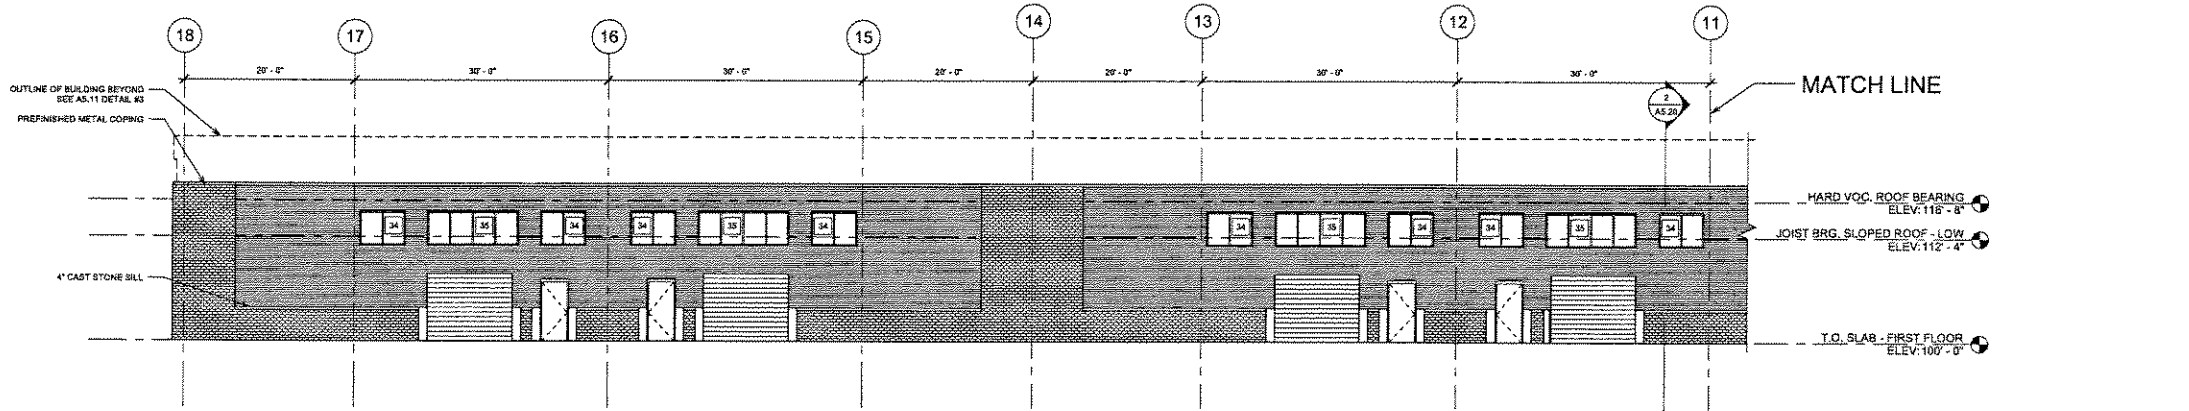 18
17
16
15
14
13
12
11
20' - 0"
30' - 0"
30' - 0"
20' - 0"
20' - 0"
30' - 0"
30' - 0"
OUTLINE OF BUILDING BEYOND
SEE A5.11 DETAIL #3
PREFINISHED METAL COPING
2
A5.20
MATCH LINE
HARD VOC. ROOF BEARING
ELEV: 116' - 8"
34
35
34
34
35
34
34
35
34
34
35
34
JOIST BRG. SLOPED ROOF - LOW
ELEV: 112' - 4"
4" CAST STONE SILL
T.O. SLAB - FIRST FLOOR
ELEV: 100' - 0"